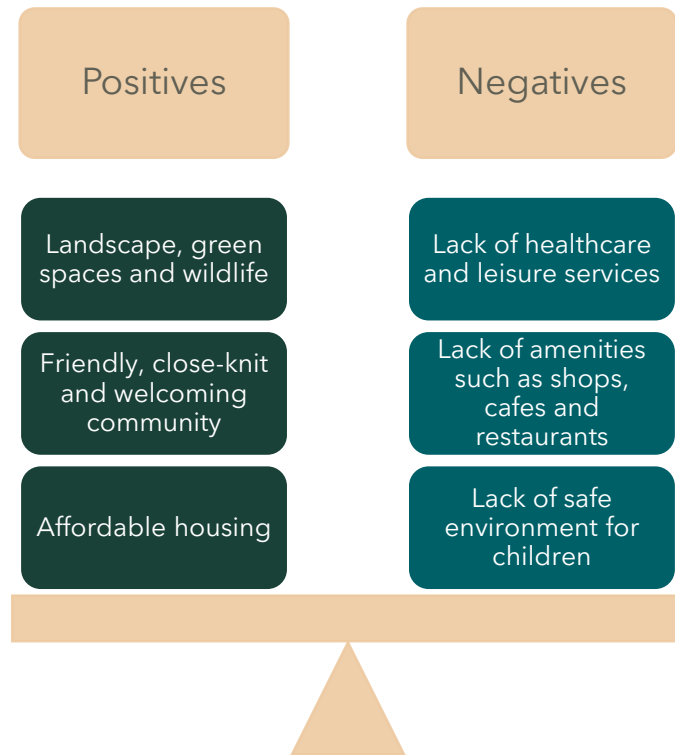 Positives
Negatives
Landscape, green
spaces and wildlife
Friendly, close-knit
and welcoming
community
Affordable housing
Lack of healthcare
and leisure services
Lack of amenities
such as shops,
cafes and
restaurants
Lack of safe
environment for
children